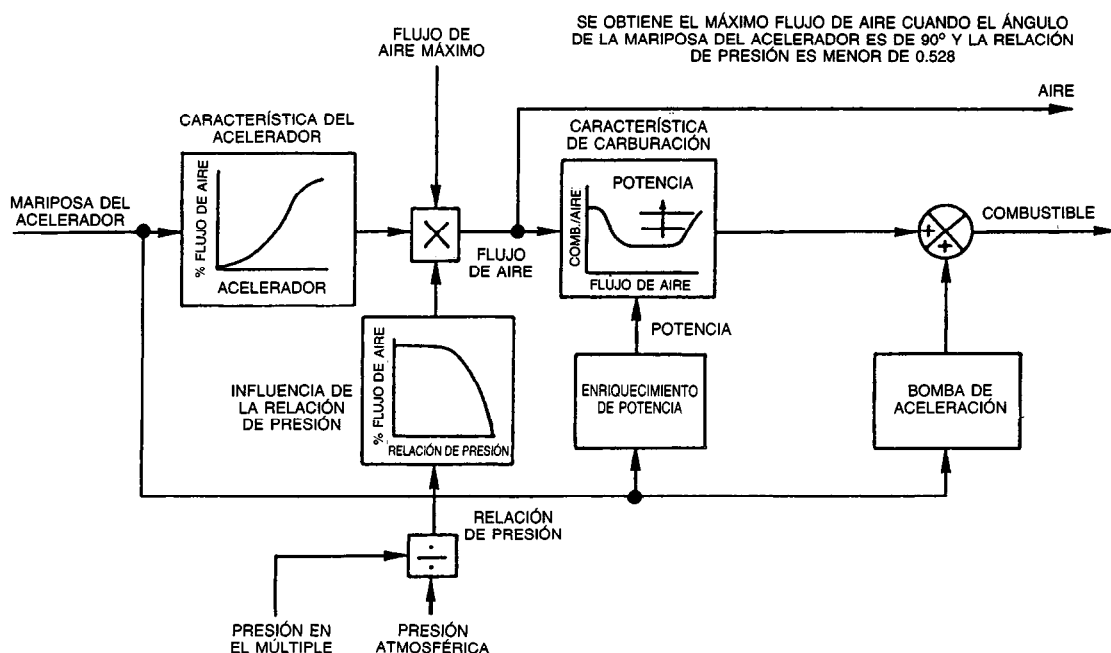 SE OBTIENE EL MÁXIMO FLUJO DE AIRE CUANDO EL ÁNGULO
DE LA MARIPOSA DEL ACELERADOR ES DE 90° Y LA RELACIÓN
DE PRESIÓN ES MENOR DE 0.528
FLUJO DE
AIRE MÁXIMO
AIRE
CARACTERÍSTICA DEL
ACELERADOR
% FLUJO DE AIRE
ACELERADOR
CARACTERÍSTICA
DE CARBURACIÓN
POTENCIA
COMB./AIRE
FLUJO DE AIRE
MARIPOSA DEL
ACELERADOR
×
FLUJO
DE AIRE
+
+
COMBUSTIBLE
INFLUENCIA DE
LA RELACIÓN
DE PRESIÓN
% FLUJO DE AIRE
RELACIÓN DE PRESIÓN
POTENCIA
ENRIQUECIMIENTO
DE POTENCIA
BOMBA DE
ACELERACIÓN
RELACIÓN
DE PRESIÓN
÷
PRESIÓN EN
EL MÚLTIPLE
PRESIÓN
ATMOSFÉRICA